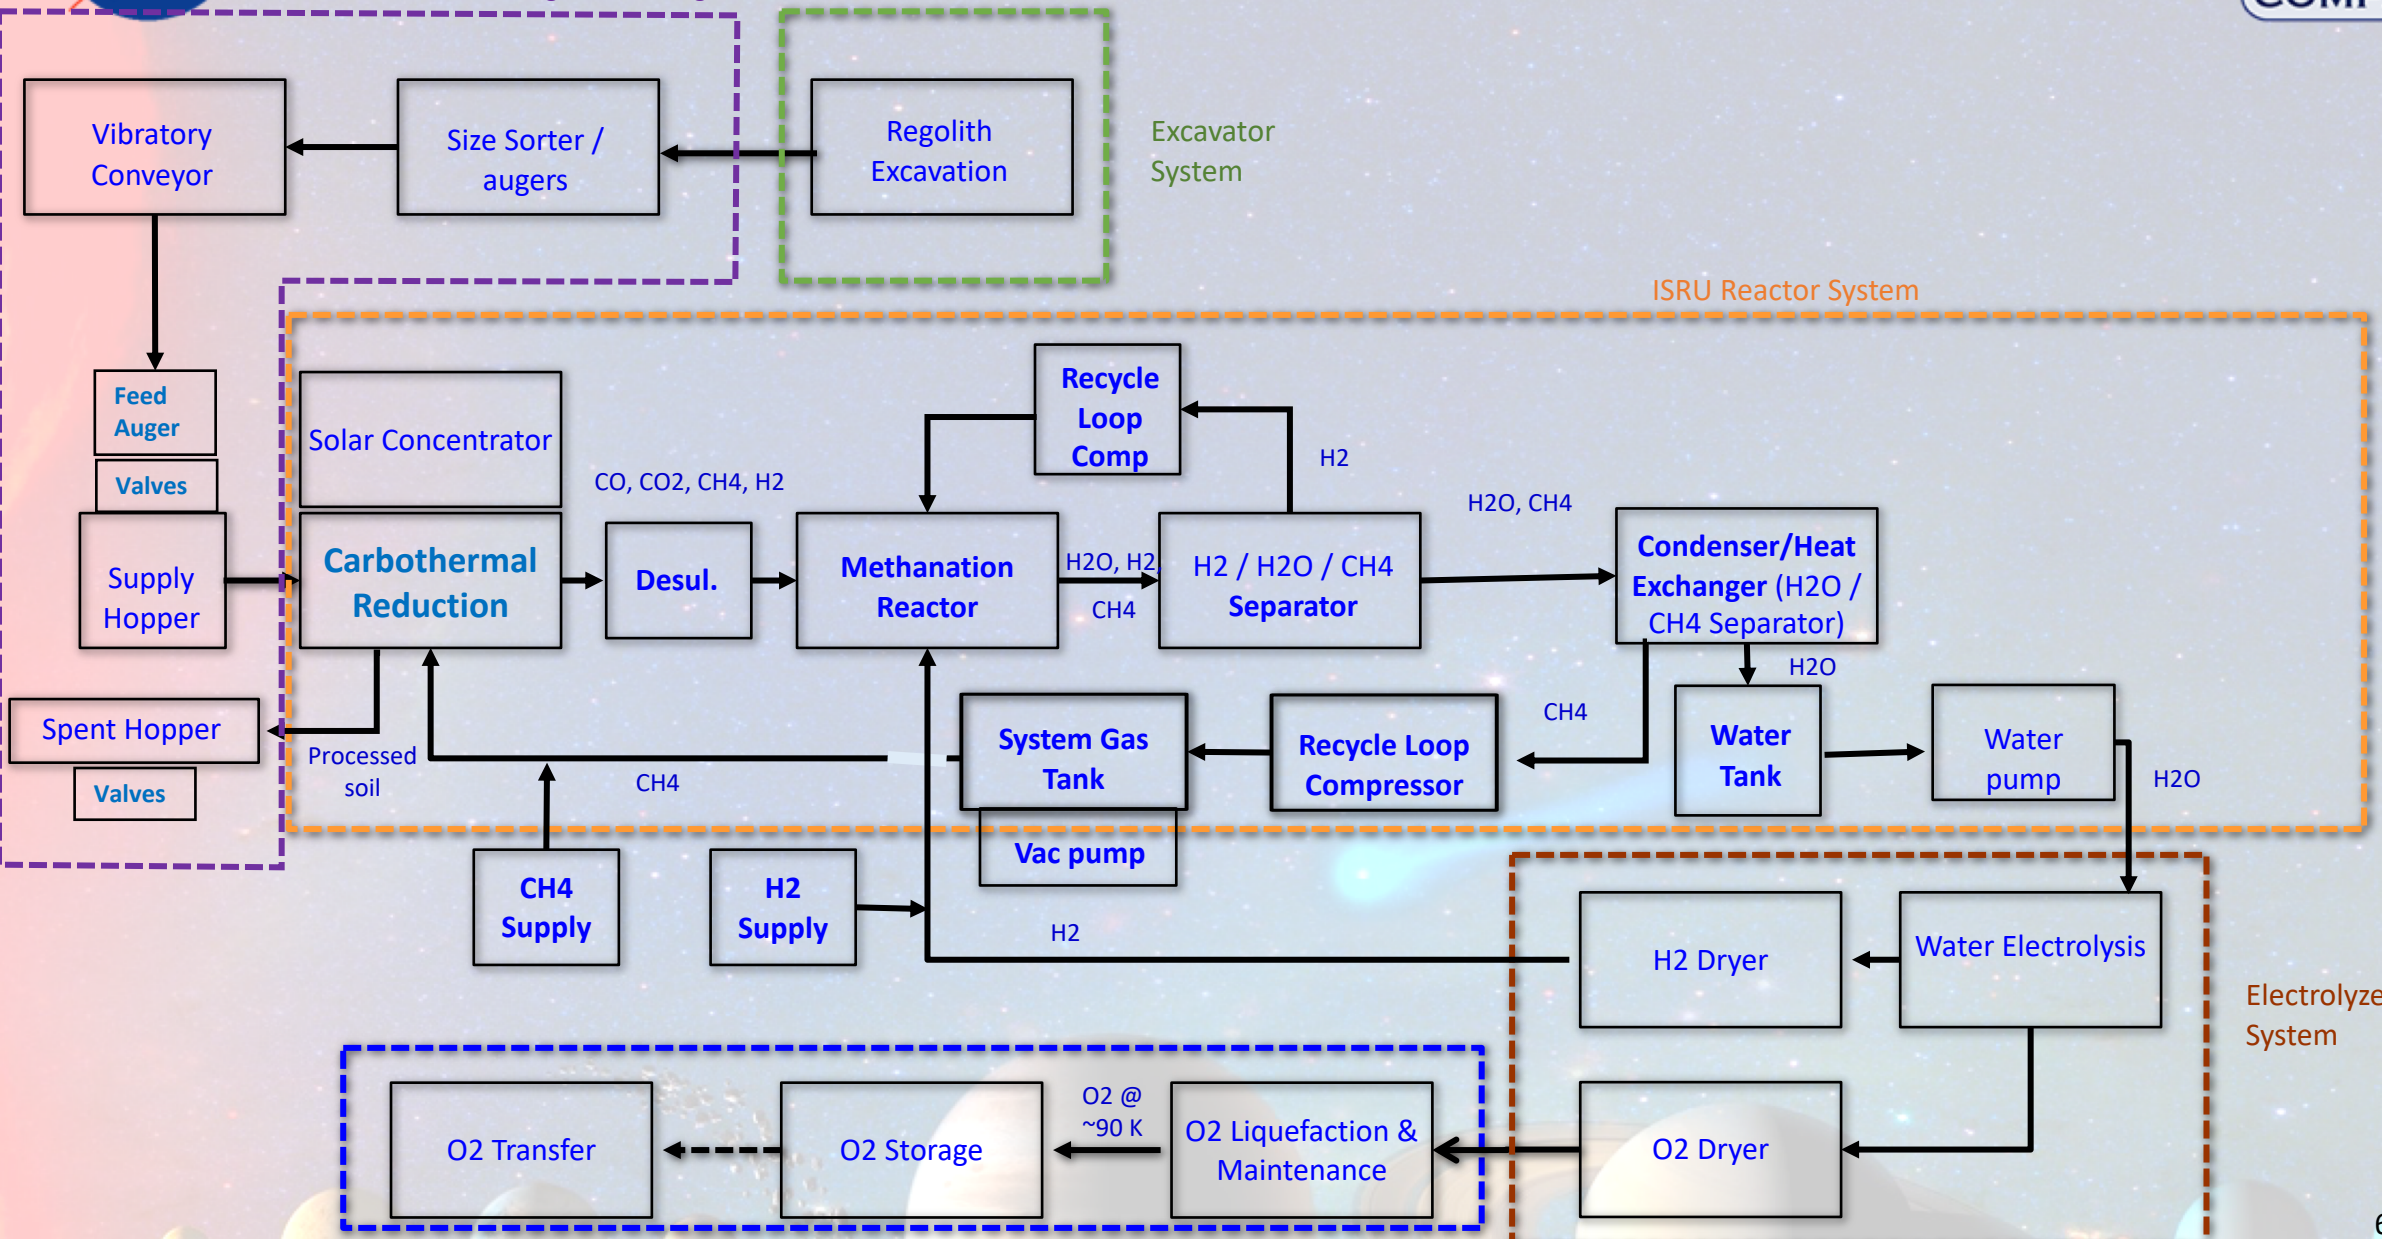 Vibratory
Conveyor
Size Sorter /
augers
Regolith
Excavation
Excavator
System
ISRU Reactor System
Feed
Auger
Valves
Supply
Hopper
Spent Hopper
Valves
Solar Concentrator
Carbothermal
Reduction
Processed
soil
CO, CO2, CH4, H2
Desul.
Methanation
Reactor
Recycle
Loop
Comp
H2
H2O, H2,
CH4
H2 / H2O / CH4
Separator
H2O, CH4
Condenser/Heat
Exchanger (H2O /
CH4 Separator)
H2O
CH4
Water
Tank
Water
pump
H2O
Recycle Loop
Compressor
System Gas
Tank
Vac pump
CH4
CH4
Supply
H2
Supply
H2
H2 Dryer
Water Electrolysis
Electrolyze
System
O2 Dryer
O2 Liquefaction &
Maintenance
O2 @
~90 K
O2 Storage
O2 Transfer